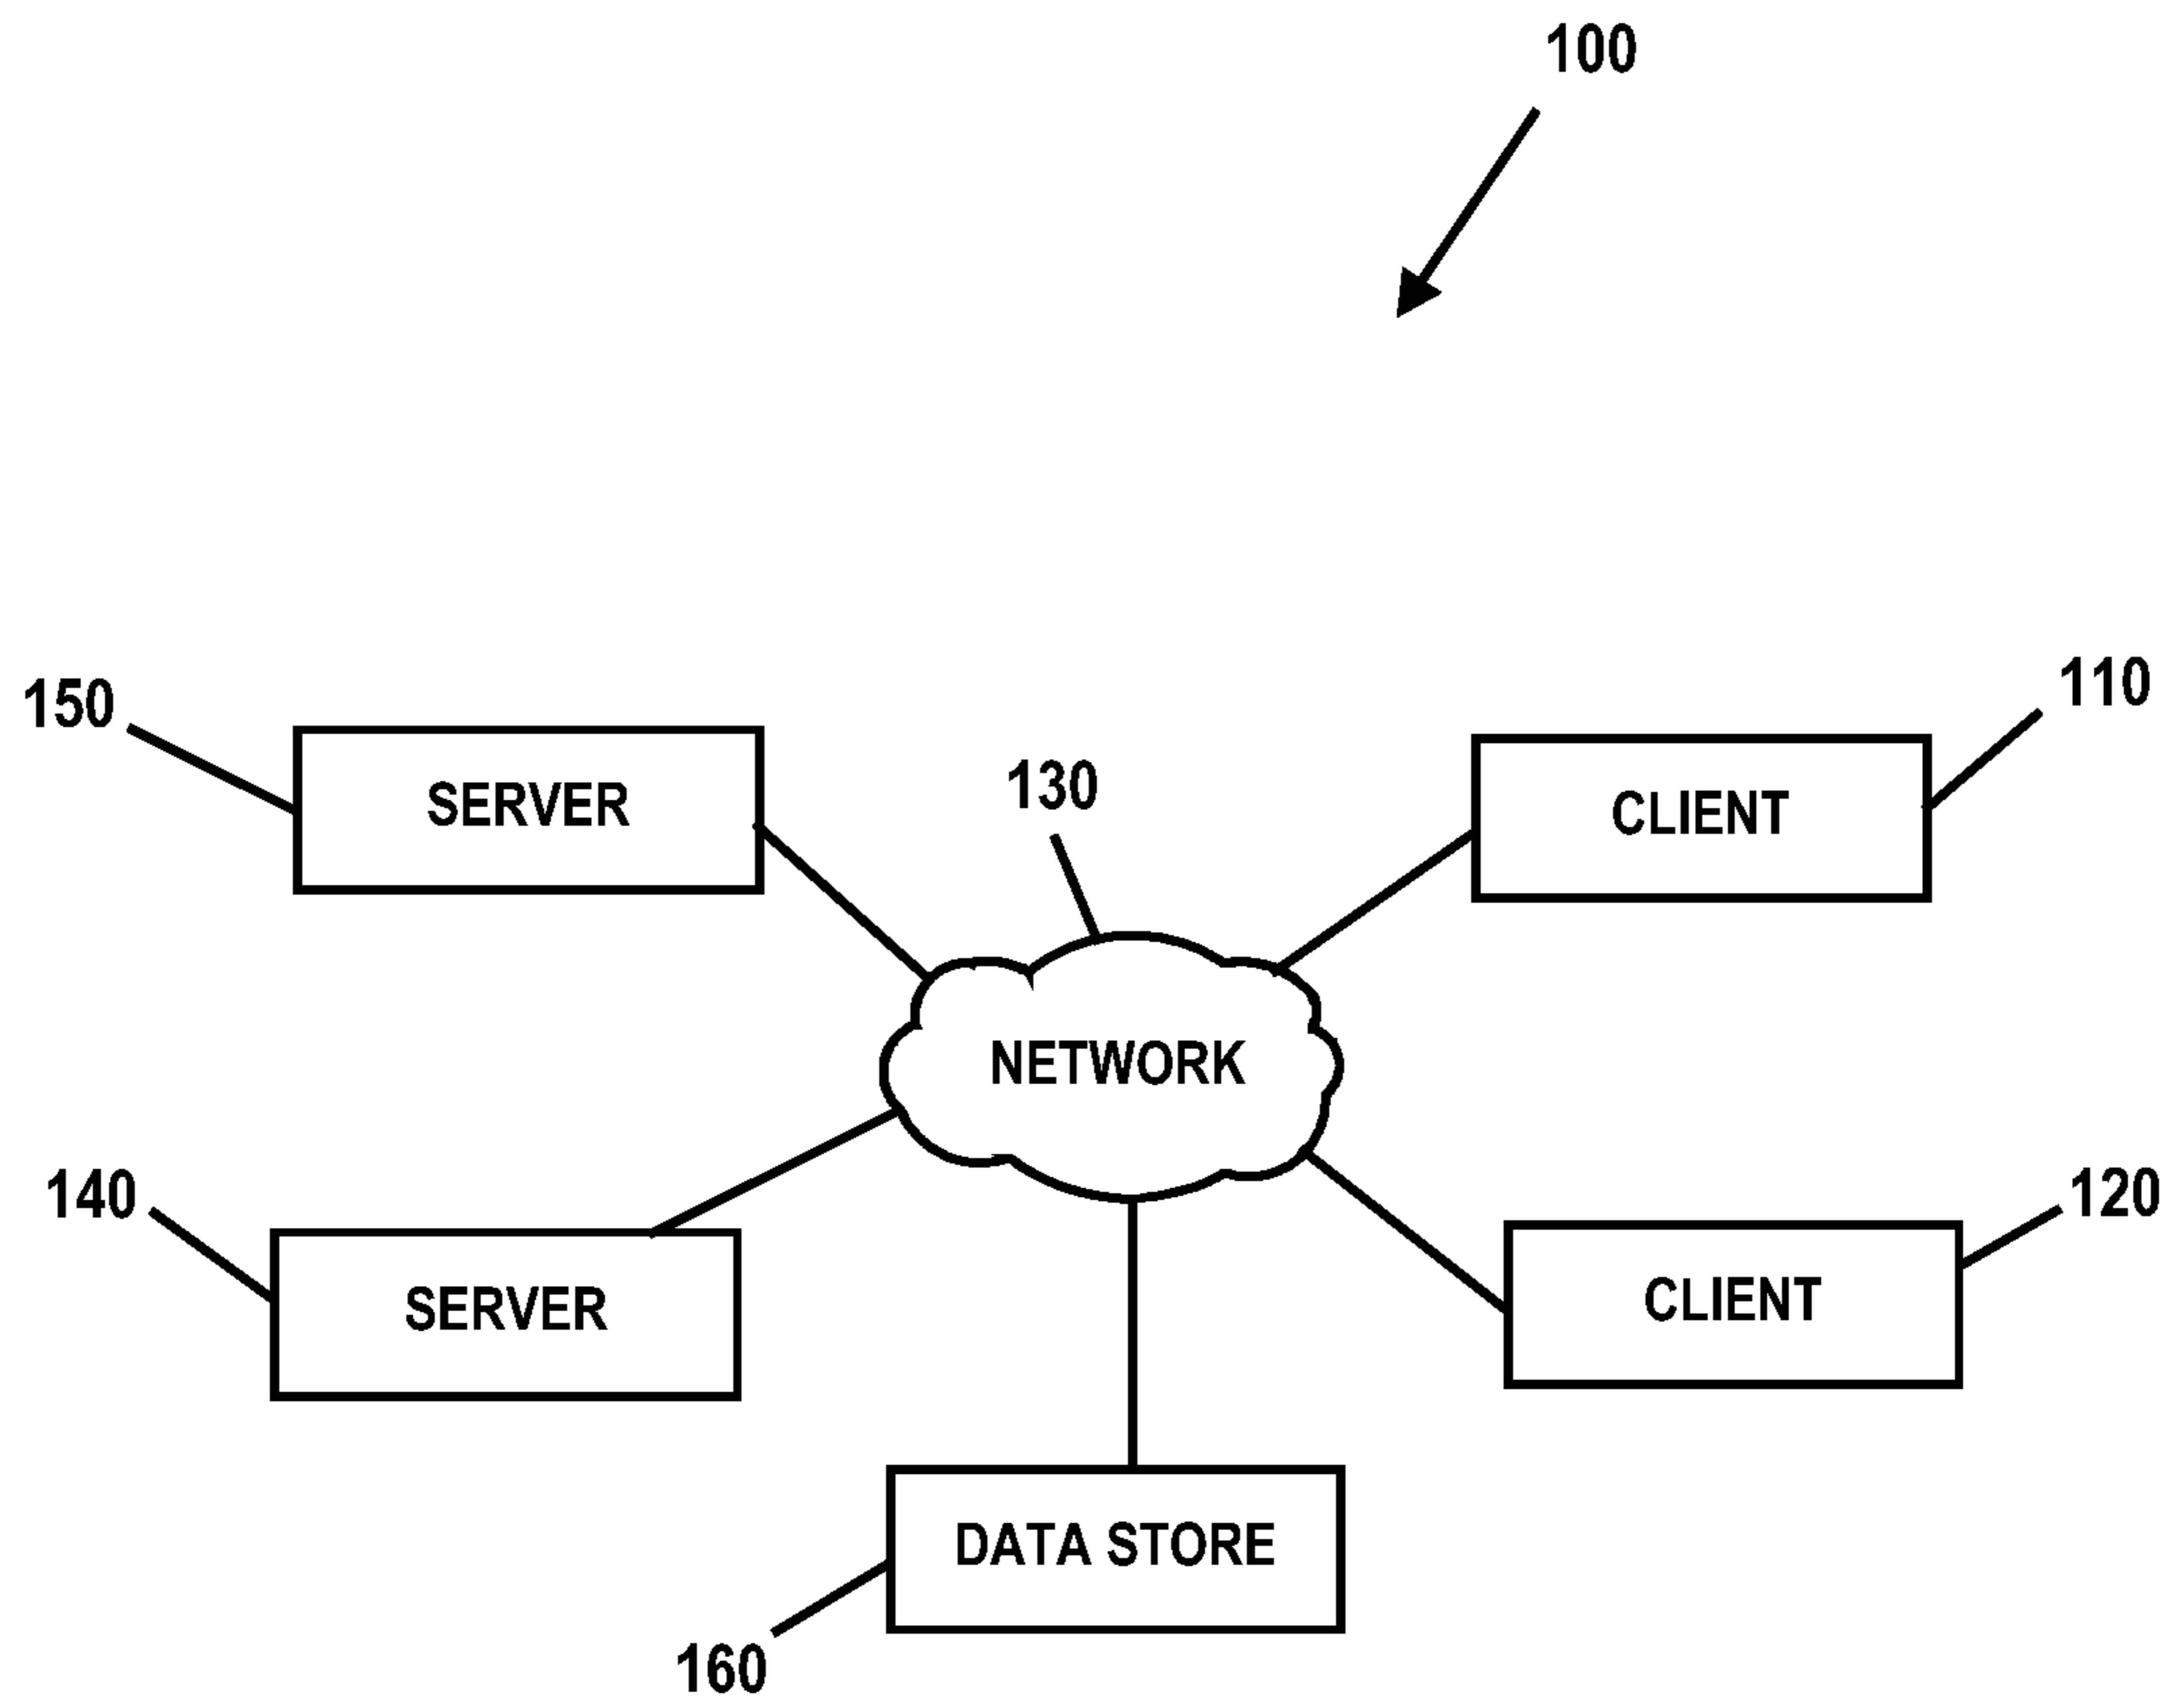 100
150
110
SERVER
130
CLIENT
NETWORK
140
120
SERVER
CLIENT
DATA STORE
160